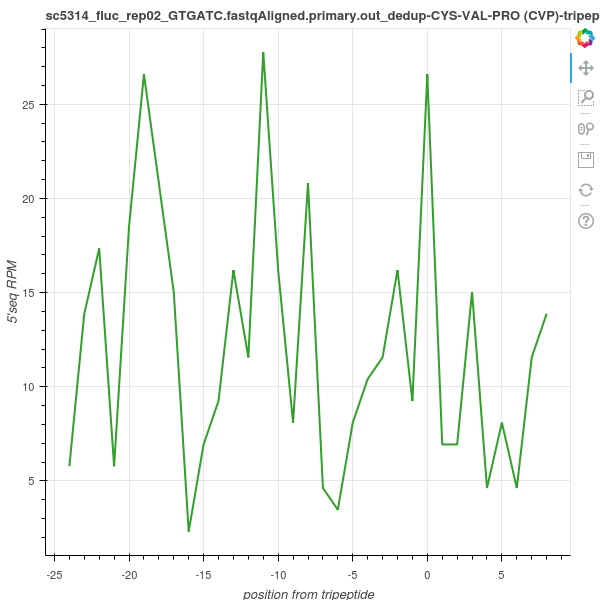 sc5314_fluc_rep02_GTGATC.fastqAligned.primary.out_dedup-CYS-VAL-PRO (CVP)-tripep
5'seq RPM
25
20
15
10
5
-25 -20 -15 -10 -5 0 5
position from tripeptide